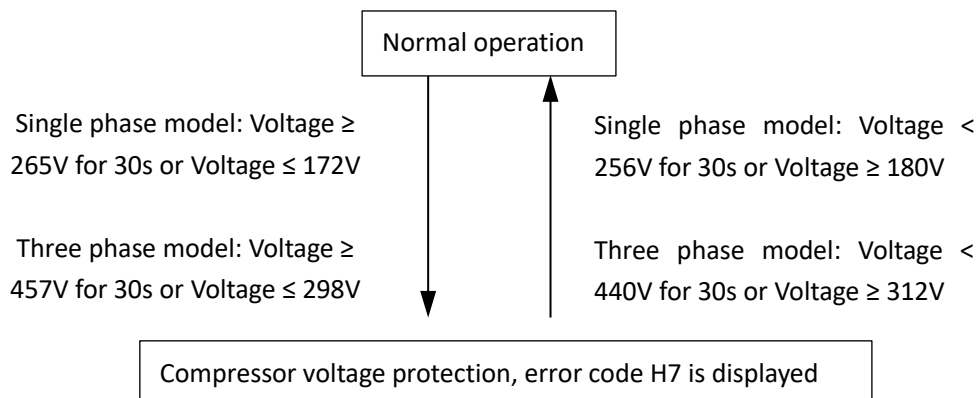 Normal operation
Single phase model: Voltage ≥
265V for 30s or Voltage ≤ 172V
Three phase model: Voltage ≥
457V for 30s or Voltage ≤ 298V
Single phase model: Voltage <
256V for 30s or Voltage ≥ 180V
Three phase model: Voltage <
440V for 30s or Voltage ≥ 312V
Compressor voltage protection, error code H7 is displayed